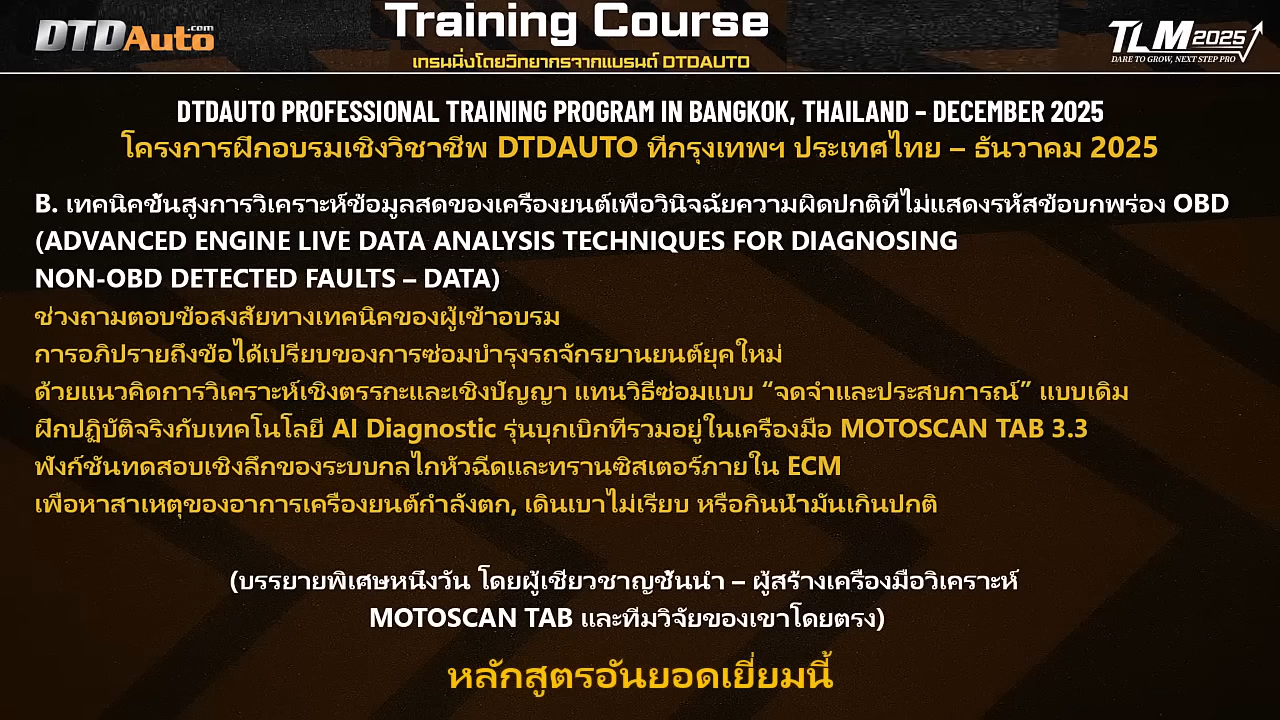 DTDAuto.com
Training Course
เทรนนิ่งโดยวิทยากรจากแบรนด์ DTDAUTO
TLM 2025
DARE TO GROW, NEXT STEP PRO
DTDAUTO PROFESSIONAL TRAINING PROGRAM IN BANGKOK, THAILAND – DECEMBER 2025
โครงการฝึกอบรมเชิงวิชาชีพ DTDAUTO ที่กรุงเทพฯ ประเทศไทย – ธันวาคม 2025
B. เทคนิคขั้นสูงการวิเคราะห์ข้อมูลสดของเครื่องยนต์เพื่อวินิจฉัยความผิดปกติที่ไม่แสดงรหัสข้อบกพร่อง OBD
(ADVANCED ENGINE LIVE DATA ANALYSIS TECHNIQUES FOR DIAGNOSING
NON-OBD DETECTED FAULTS – DATA)
ช่วงถามตอบข้อสงสัยทางเทคนิคของผู้เข้าอบรม
การอภิปรายถึงข้อได้เปรียบของการซ่อมบำรุงรถจักรยานยนต์ยุคใหม่
ด้วยแนวคิดการวิเคราะห์เชิงตรรกะและเชิงปัญญา แทนวิธีซ่อมแบบ “จดจำและประสบการณ์” แบบเดิม
ฝึกปฏิบัติจริงกับเทคโนโลยี AI Diagnostic รุ่นบุกเบิกที่รวมอยู่ในเครื่องมือ MOTOSCAN TAB 3.3
ฟังก์ชันทดสอบเชิงลึกของระบบกลไกหัวฉีดและทรานซิสเตอร์ภายใน ECM
เพื่อหาสาเหตุของอาการเครื่องยนต์กำลังตก, เดินเบาไม่เรียบ หรือกินน้ำมันเกินปกติ
(บรรยายพิเศษหนึ่งวัน โดยผู้เชี่ยวชาญชั้นนำ – ผู้สร้างเครื่องมือวิเคราะห์
MOTOSCAN TAB และทีมวิจัยของเขาโดยตรง)
หลักสูตรอันยอดเยี่ยมนี้